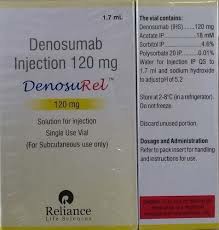 1.7 mL
Denosumab
Injection 120 mg
DenosuRel™
120 mg
Solution for injection
Single Use Vial
(For Subcutaneous use only)
Reliance
Life Sciences
The vial contains:
Denosumab (IHS) ........ 120 mg
Acetate IP ........ 18 mM
Sorbitol IP ........ 4.6%
Polysorbate 20 IP ........ 0.01%
Water for Injection IP QS to
1.7 ml and sodium hydroxide
to adjust pH of 5.2
Store at 2-8°C (in a refrigerator).
Do not freeze.
Discard unused portion.
Dosage and Administration
Refer to pack insert for handling
and instructions for use.